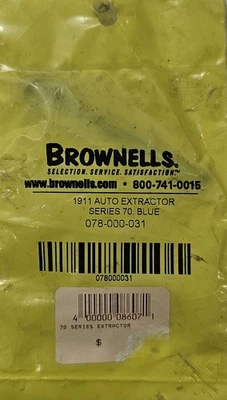 BROWNELLS.
SELECTION. SERVICE. SATISFACTION.™
www.brownells.com • 800-741-0015
1911 AUTO EXTRACTOR
SERIES 70, BLUE
078-000-031
078000031
4 00000 08607 1
70 SERIES EXTRACTOR
$